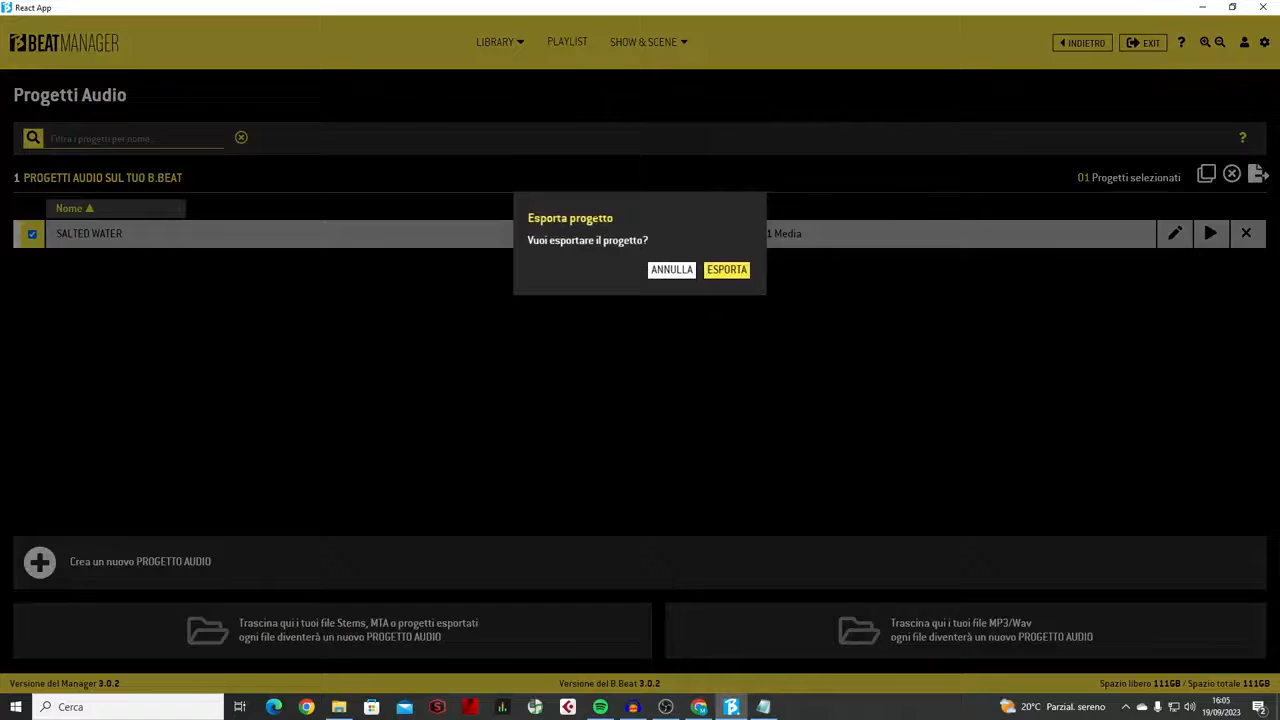 React App
BEATMANAGER
LIBRARY
PLAYLIST
SHOW & SCENE
INDIETRO
EXIT
?
Progetti Audio
Filtra i progetti per nome...
?
1 PROGETTI AUDIO SUL TUO B.BEAT
01 Progetti selezionati
Nome
SALTED WATER
1 Media
Esporta progetto
Vuoi esportare il progetto?
ANNULLA
ESPORTA
Crea un nuovo PROGETTO AUDIO
Trascina qui i tuoi file Stems, MTA o progetti esportati
ogni file diventerà un nuovo PROGETTO AUDIO
Trascina qui i tuoi file MP3/Wav
ogni file diventerà un nuovo PROGETTO AUDIO
Versione del Manager 3.0.2
Versione del B.Beat 3.0.2
Spazio libero 111GB / Spazio totale 111GB
Cerca
20°C Parzial. sereno
16:05
19/09/2023